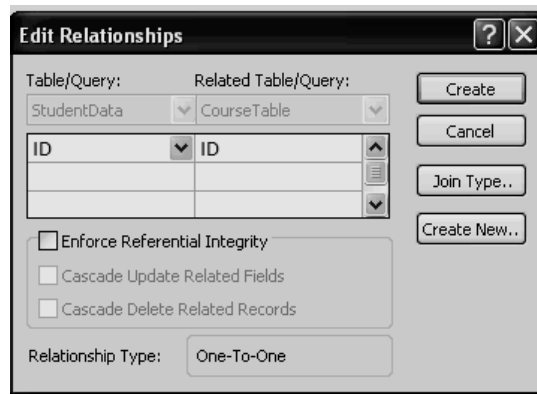 Edit Relationships
Table/Query: Related Table/Query:
StudentData CourseTable
ID ID
Enforce Referential Integrity
Cascade Update Related Fields
Cascade Delete Related Records
Relationship Type: One-To-One
Create
Cancel
Join Type..
Create New..